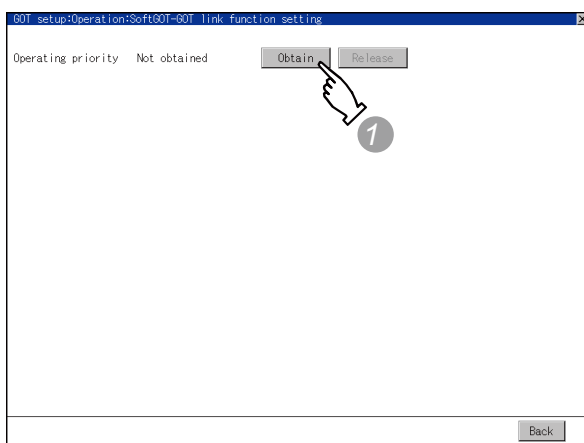 GOT setup:Operation:SoftGOT-GOT link function setting
Operating priority Not obtained Obtain Release
1
Back